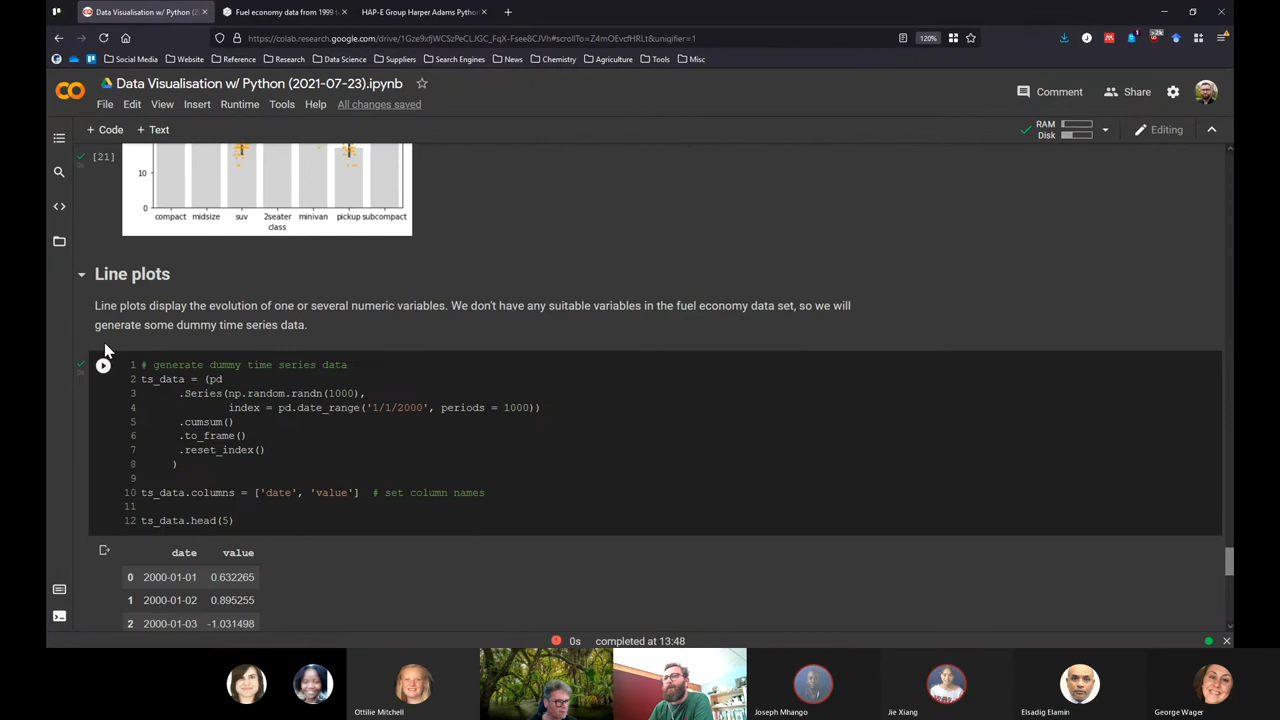 Data Visualisation w/ Python (2
Fuel economy data from 1999 t
HAP-E Group Harper Adams Pytho
https://colab.research.google.com/drive/1Gze9xfjWCSzPeCLJGC_FqX-Fsee8CJVh#scrollTo=Z4mOEvcfHRLt&uniqifier=1
120%
Social Media
Website
Reference
Research
Data Science
Suppliers
Search Engines
News
Chemistry
Agriculture
Tools
Misc
Data Visualisation w/ Python (2021-07-23).ipynb
Comment
Share
File Edit View Insert Runtime Tools Help All changes saved
+ Code + Text
RAM
Disk
Editing
[21]
10
0
compact midsize suv 2seater minivan pickup subcompact
class
Line plots
Line plots display the evolution of one or several numeric variables. We don't have any suitable variables in the fuel economy data set, so we will
generate some dummy time series data.
1 # generate dummy time series data
2 ts_data = (pd
3 .Series(np.random.randn(1000),
4 index = pd.date_range('1/1/2000', periods = 1000))
5 .cumsum()
6 .to_frame()
7 .reset_index()
8 )
9
10 ts_data.columns = ['date', 'value'] # set column names
11
12 ts_data.head(5)
date value
0 2000-01-01 0.632265
1 2000-01-02 0.895255
2 2000-01-03 -1.031498
0s completed at 13:48
Ottilie Mitchell
Joseph Mhango
Jie Xiang
Elsadig Elamin
George Wager